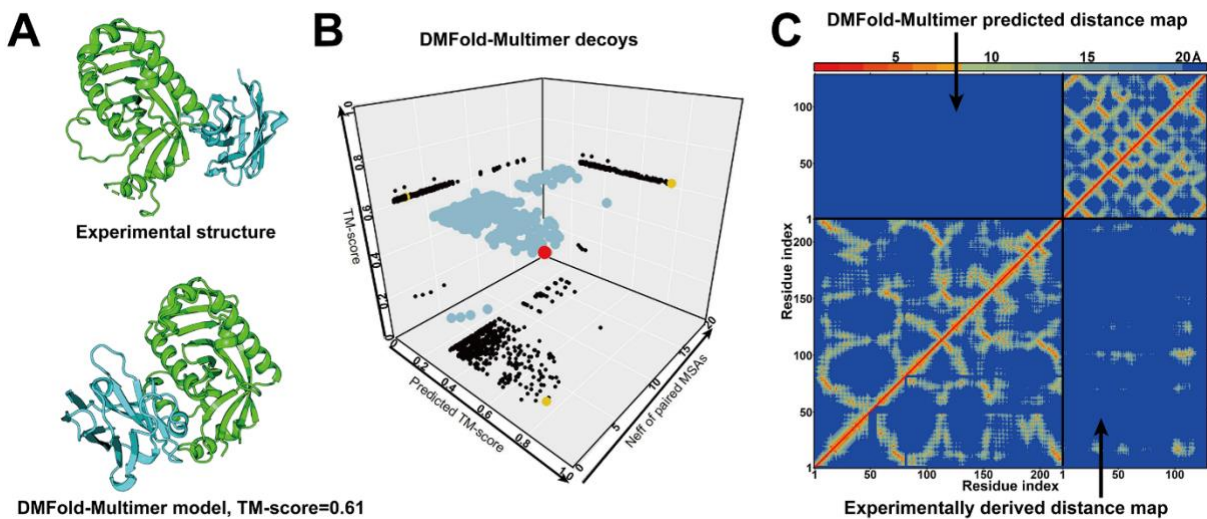 A
Experimental structure
DMFold-Multimer model, TM-score=0.61
B
DMFold-Multimer decoys
TM-score
1.0
0.8
0.6
0.4
0.2
0
Predicted TM-score
0
0.2
0.4
0.6
0.8
1.0
Neff of paired MSAs
0
5
10
15
20
C
DMFold-Multimer predicted distance map
5 10 15 20Å
Residue index
100
50
1
200
150
100
50
1
1 50 100 150 200 1 50 100
Residue index
Experimentally derived distance map